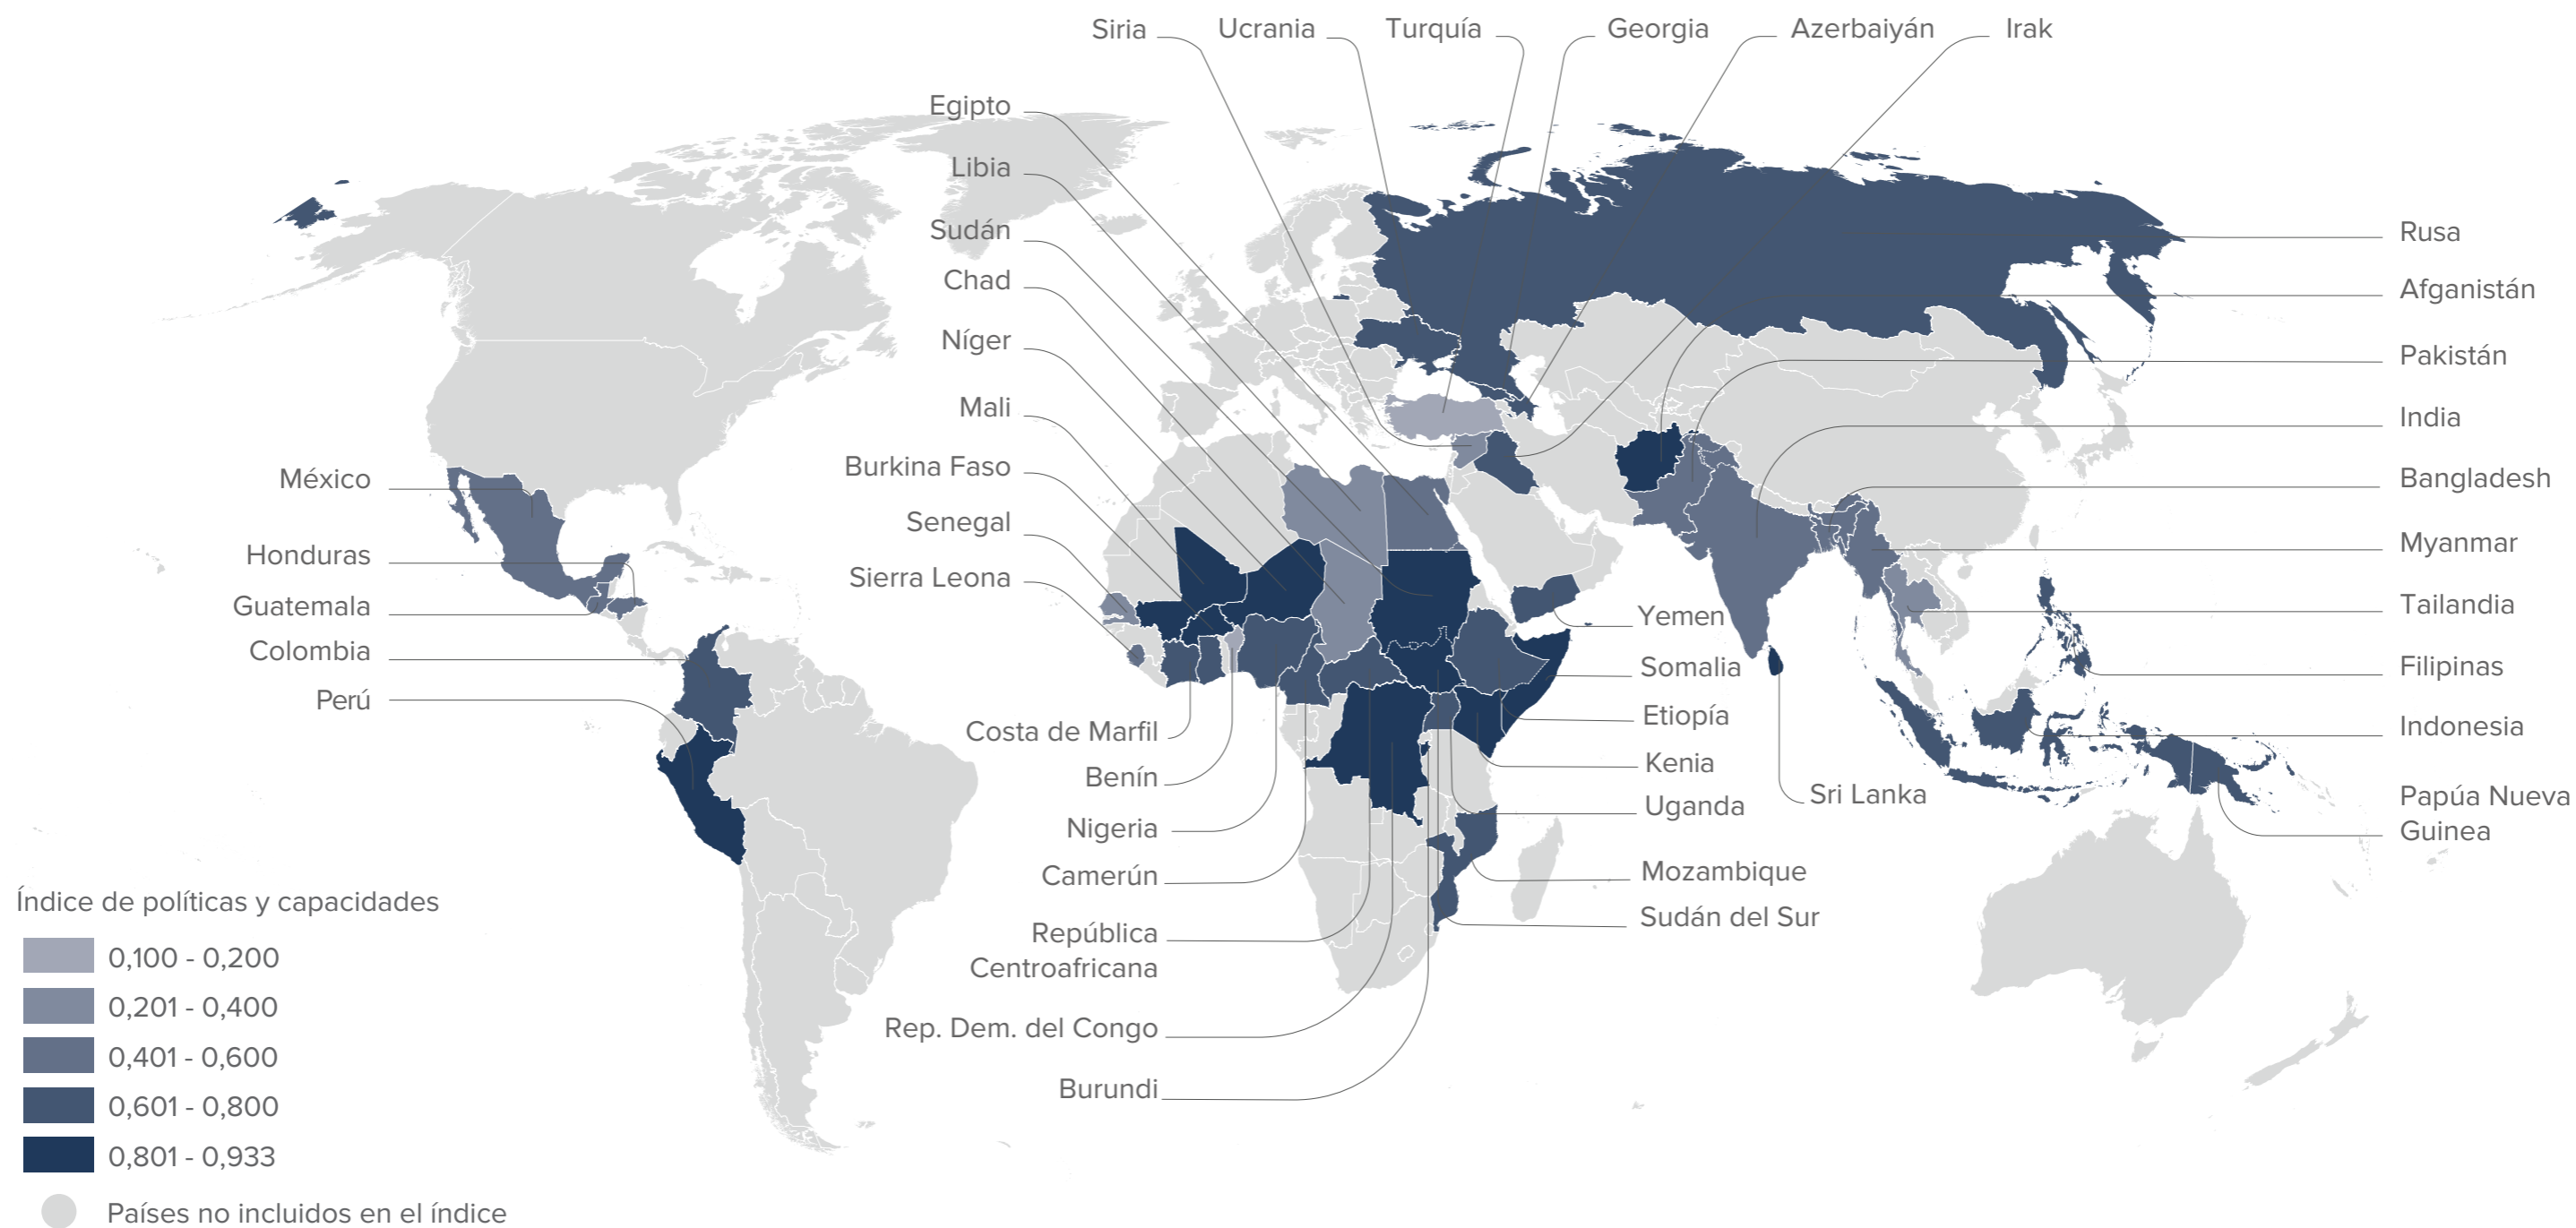 Siria
Ucrania
Turquía
Georgia
Azerbaiyán
Irak
Egipto
Libia
Sudán
Chad
Níger
Mali
Burkina Faso
Senegal
Sierra Leona
México
Honduras
Guatemala
Colombia
Perú
Rusa
Afganistán
Pakistán
India
Bangladesh
Myanmar
Tailandia
Filipinas
Indonesia
Papúa Nueva
Guinea
Yemen
Somalia
Etiopía
Kenia
Uganda
Sri Lanka
Mozambique
Sudán del Sur
Costa de Marfil
Benín
Nigeria
Camerún
República
Centroafricana
Rep. Dem. del Congo
Burundi
Índice de políticas y capacidades
0,100 - 0,200
0,201 - 0,400
0,401 - 0,600
0,601 - 0,800
0,801 - 0,933
Países no incluidos en el índice